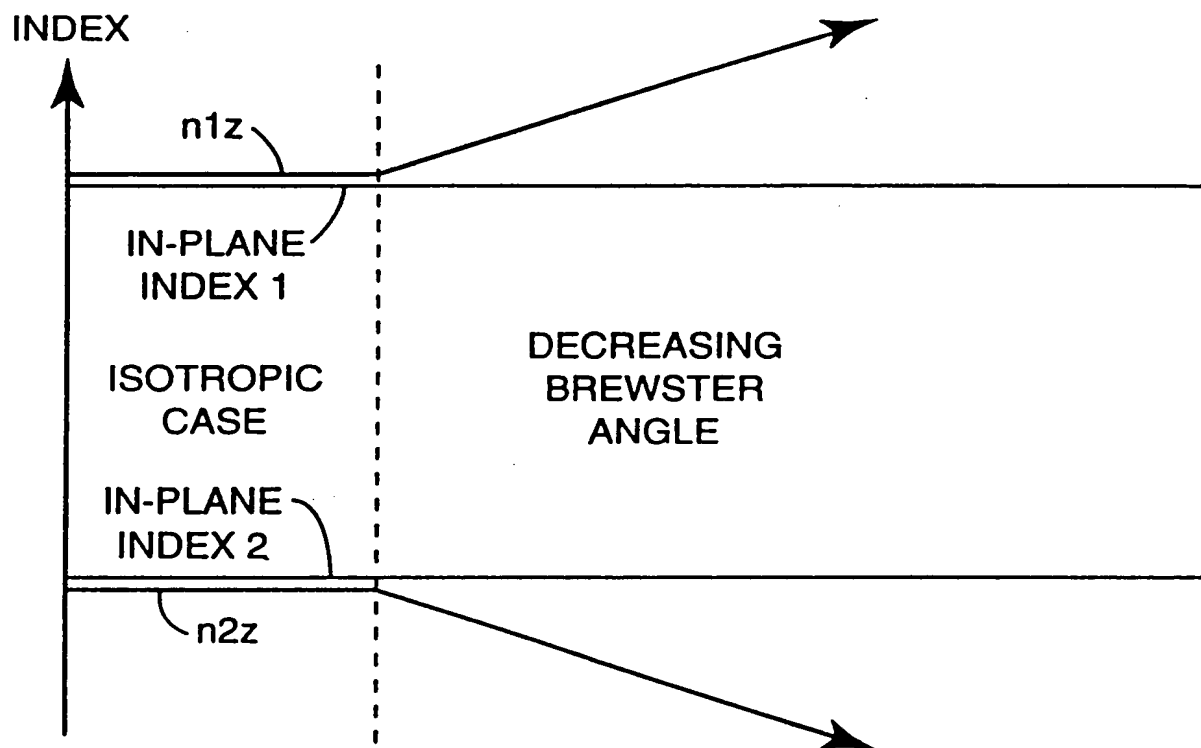 INDEX
n1z
IN-PLANE
INDEX 1
ISOTROPIC
CASE
DECREASING
BREWSTER
ANGLE
IN-PLANE
INDEX 2
n2z